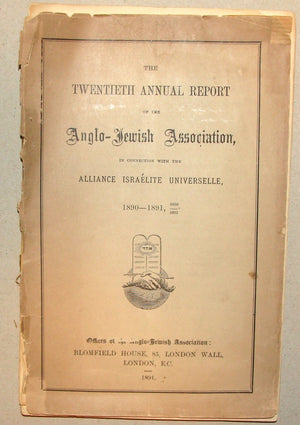 THE
TWENTIETH ANNUAL REPORT
OF THE
Anglo-Jewish Association,
IN CONNECTION WITH THE
ALLIANCE ISRAÉLITE UNIVERSELLE,
1890—1891,
Offices of the Anglo-Jewish Association:
BLOMFIELD HOUSE, 85, LONDON WALL,
LONDON, E.C.
1891.